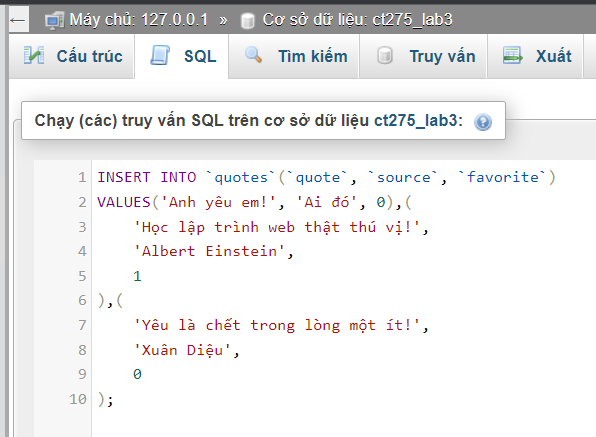 ← Máy chủ: 127.0.0.1 » Cơ sở dữ liệu: ct275_lab3
Cấu trúc SQL Tìm kiếm Truy vấn Xuất
Chạy (các) truy vấn SQL trên cơ sở dữ liệu ct275_lab3:
1 INSERT INTO `quotes`(`quote`, `source`, `favorite`)
2 VALUES('Anh yêu em!', 'Ai đó', 0),(
3 'Học lập trình web thật thú vị!',
4 'Albert Einstein',
5 1
6 ),(
7 'Yêu là chết trong lòng một ít!',
8 'Xuân Diệu',
9 0
10 );